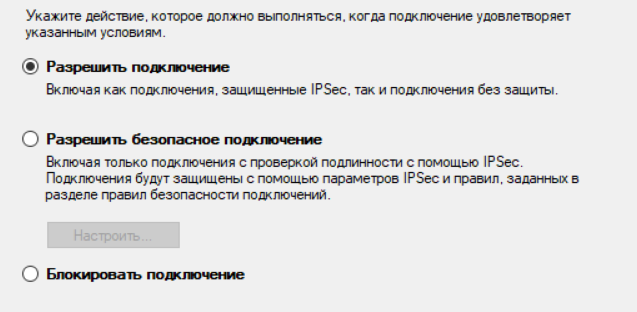 Укажите действие, которое должно выполняться, когда подключение удовлетворяет
указанным условиям.
Разрешить подключение
Включая как подключения, защищенные IPSec, так и подключения без защиты.
Разрешить безопасное подключение
Включая только подключения с проверкой подлинности с помощью IPSec.
Подключения будут защищены с помощью параметров IPSec и правил, заданных в
разделе правил безопасности подключений.
Настроить...
Блокировать подключение